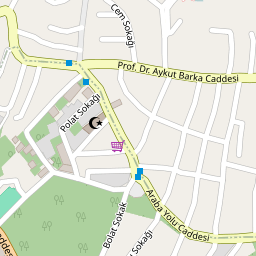 Cem Sokağı
Prof. Dr. Aykut Barka Caddesi
Polat Sokağı
Araba Yolu Caddesi
Bolat Sokak
Sokağı